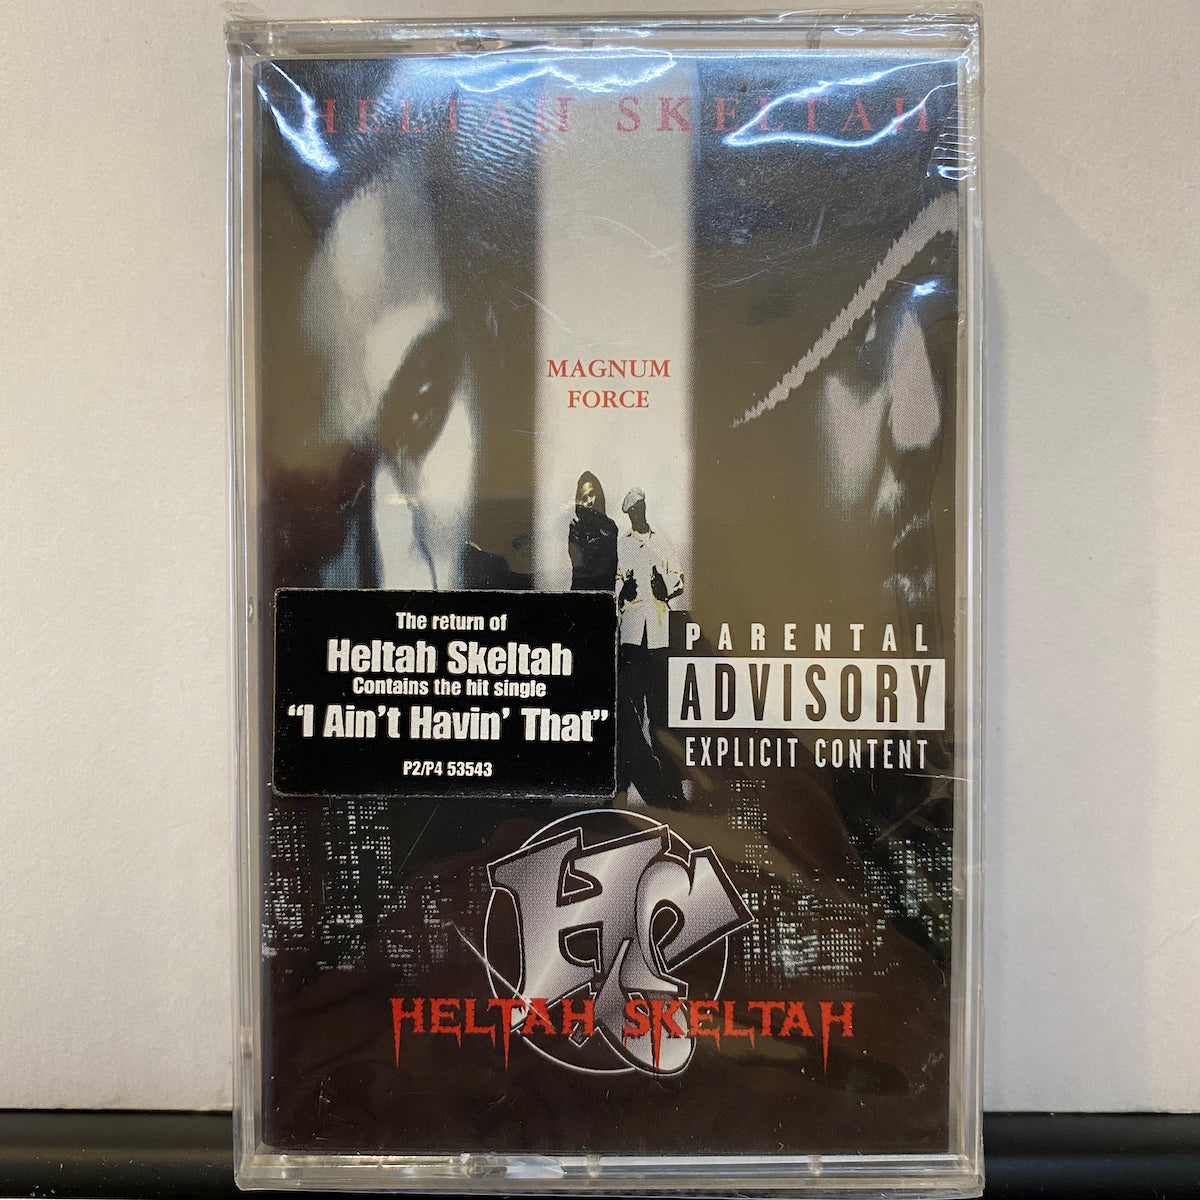 HELTAH SKELTAH
MAGNUM
FORCE
The return of
Heltah Skeltah
Contains the hit single
“I Ain't Havin' That”
P2/P4 53543
PARENTAL
ADVISORY
EXPLICIT CONTENT
HS
HELTAH SKELTAH